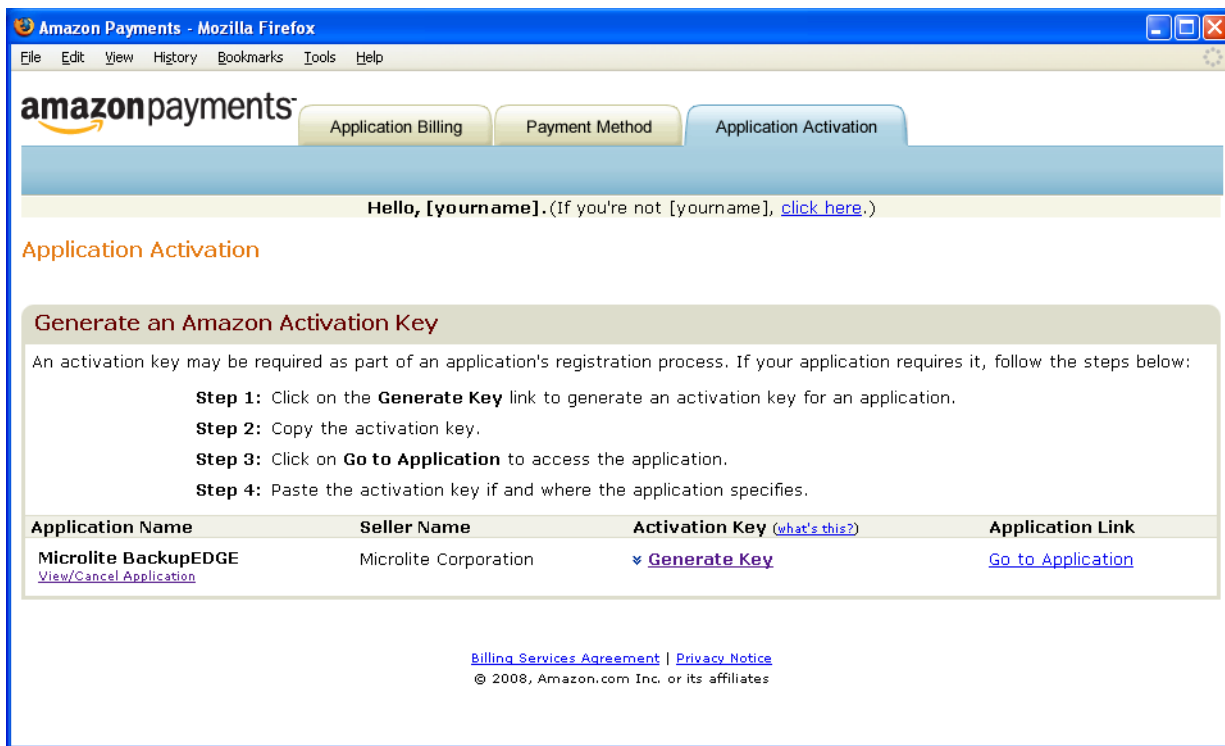 Amazon Payments - Mozilla Firefox
File Edit View History Bookmarks Tools Help
amazonpayments
Application Billing Payment Method Application Activation
Hello, [yourname]. (If you're not [yourname], click here.)
Application Activation
Generate an Amazon Activation Key
An activation key may be required as part of an application's registration process. If your application requires it, follow the steps below:
Step 1: Click on the Generate Key link to generate an activation key for an application.
Step 2: Copy the activation key.
Step 3: Click on Go to Application to access the application.
Step 4: Paste the activation key if and where the application specifies.
Application Name Seller Name Activation Key (what's this?) Application Link
Microlite BackupEDGE Microlite Corporation Generate Key Go to Application
View/Cancel Application
Billing Services Agreement | Privacy Notice
© 2008, Amazon.com Inc. or its affiliates